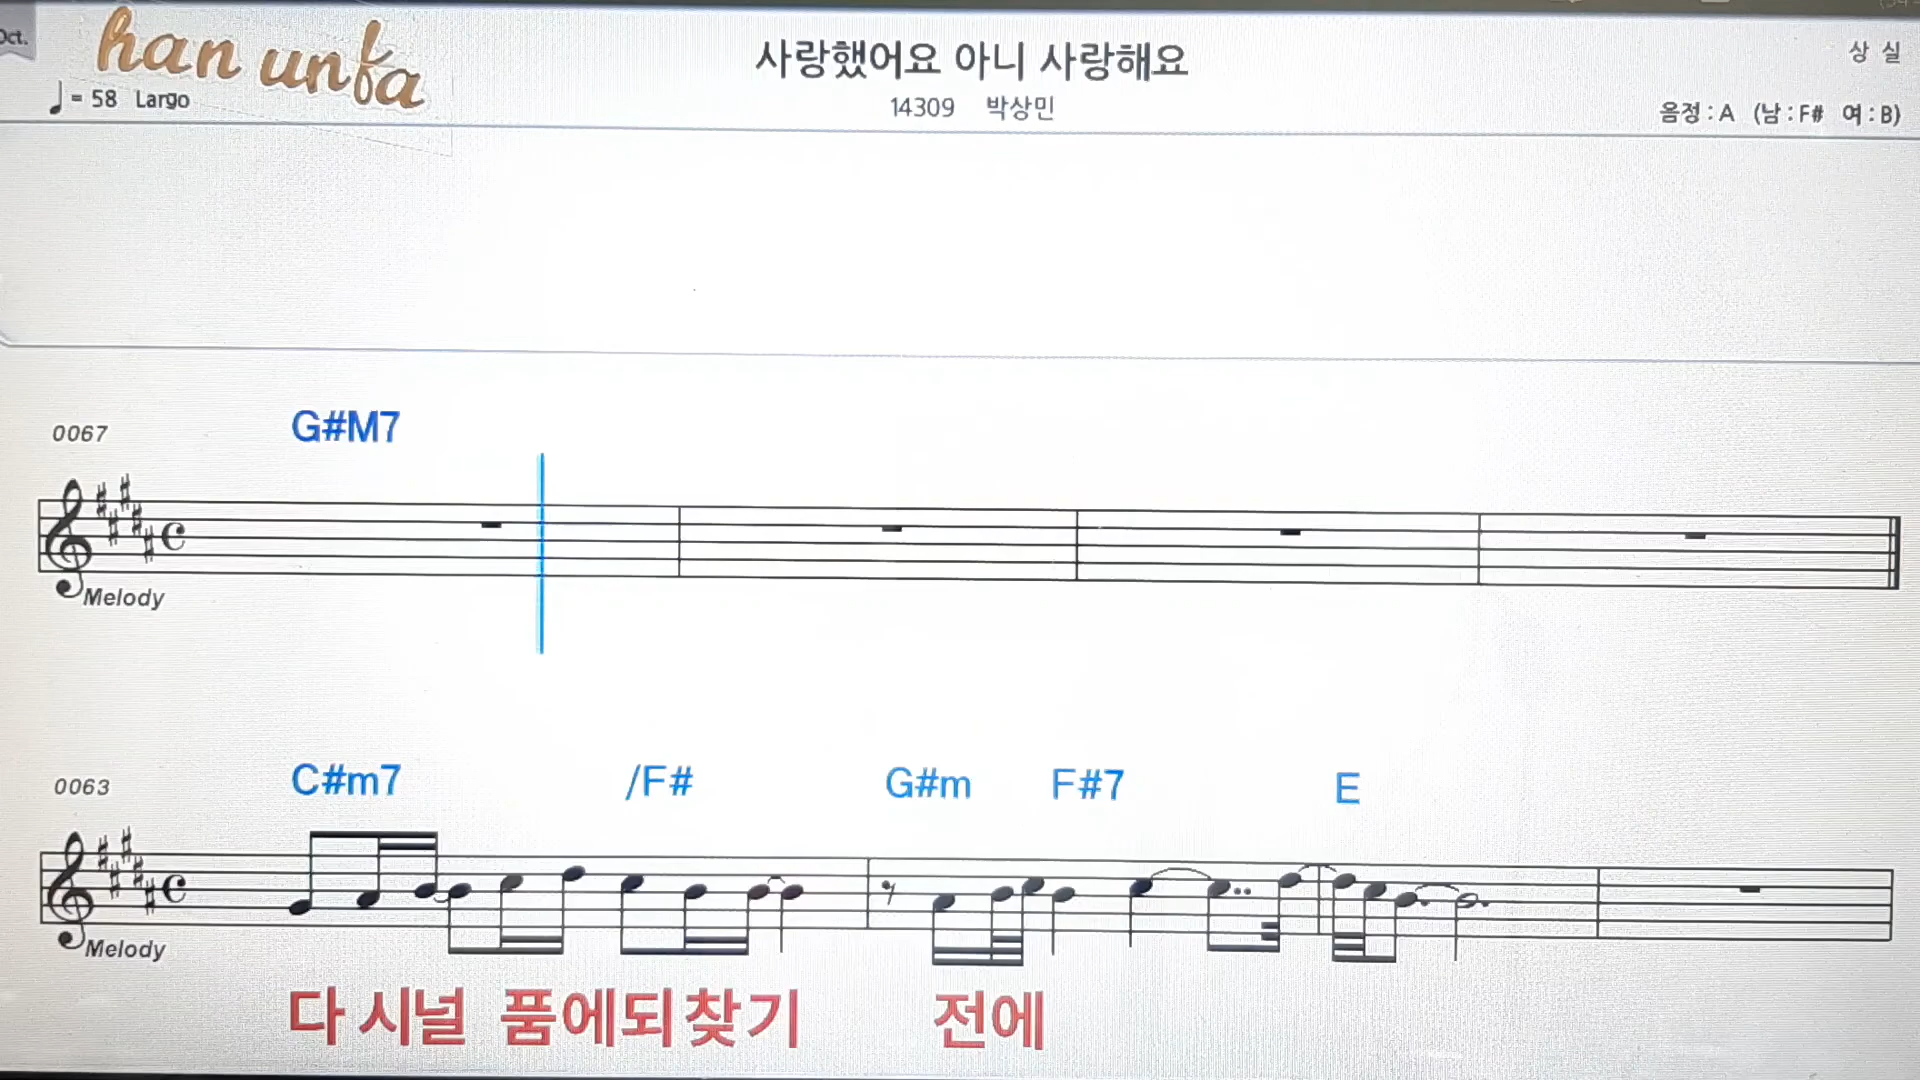 Oct.
han unfa
사랑했어요 아니 사랑해요
상 실
= 58 Largo
14309 박상민
음정 : A (남 : F# 여 : B)
0067
G#M7
Melody
0063
C#m7 /F# G#m F#7 E
Melody
다 시널 품에되찾기 전에